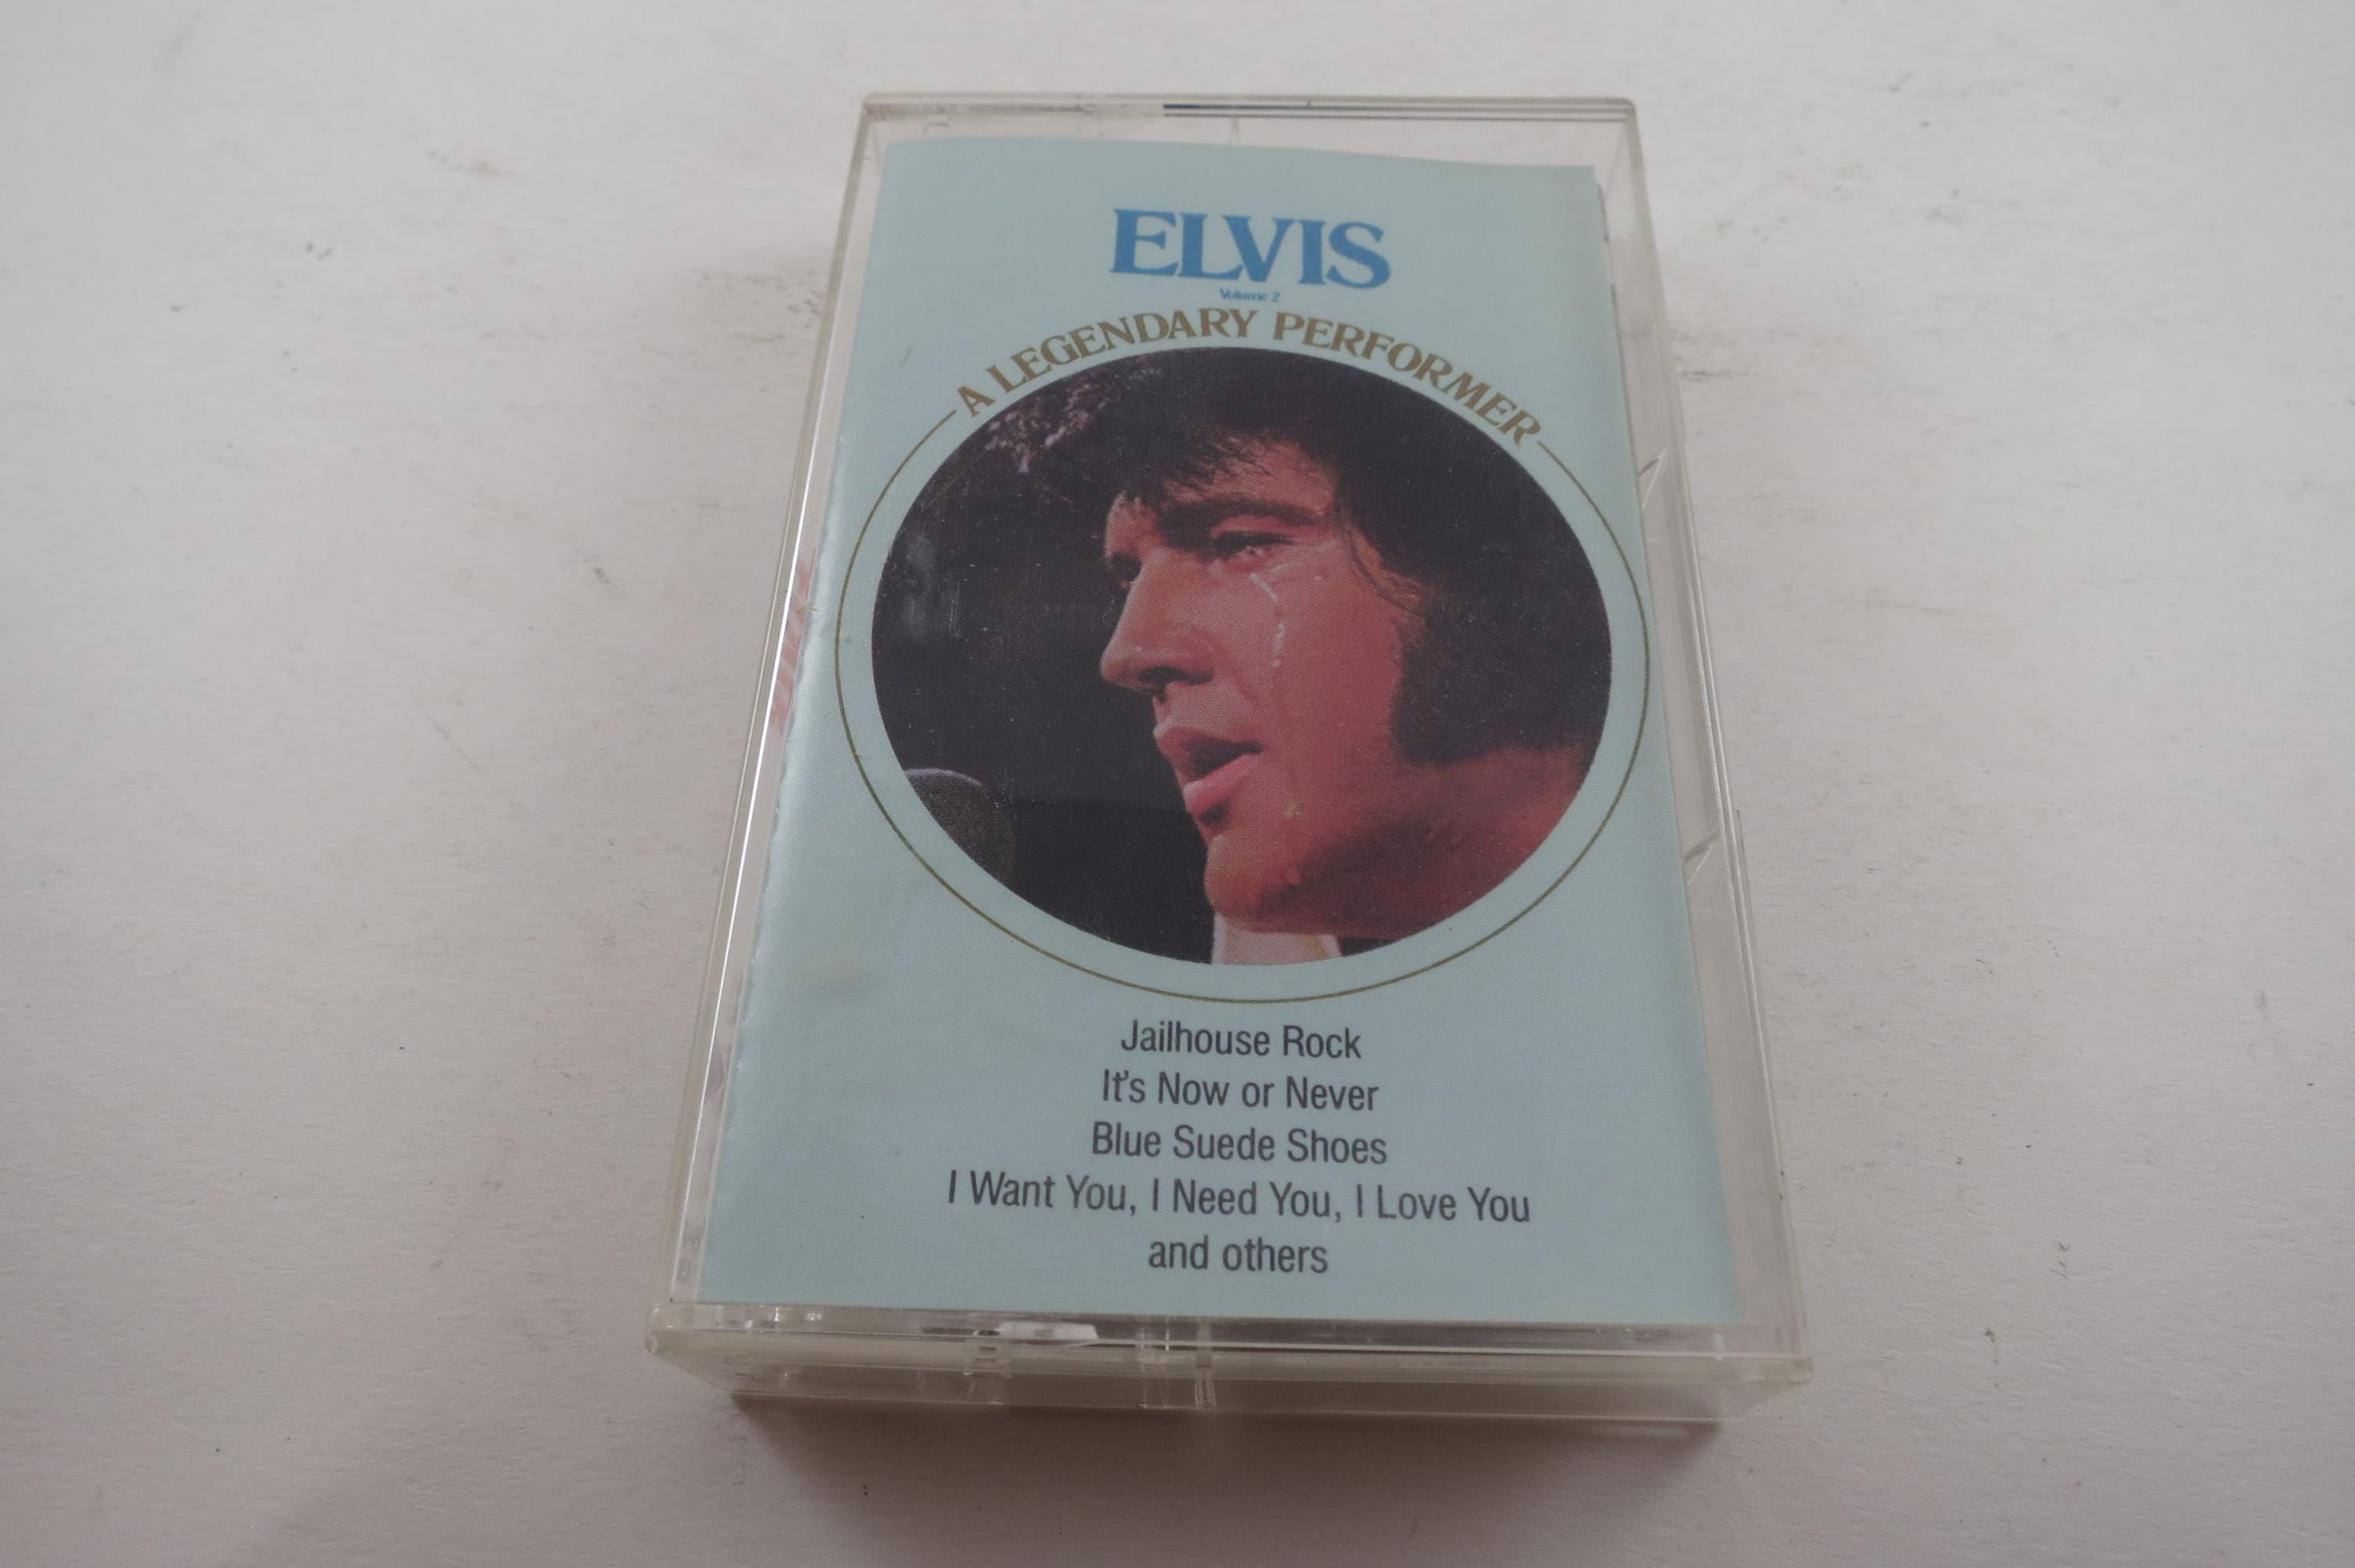 ELVIS
Volume 2
A LEGENDARY PERFORMER
Jailhouse Rock
It's Now or Never
Blue Suede Shoes
I Want You, I Need You, I Love You
and others